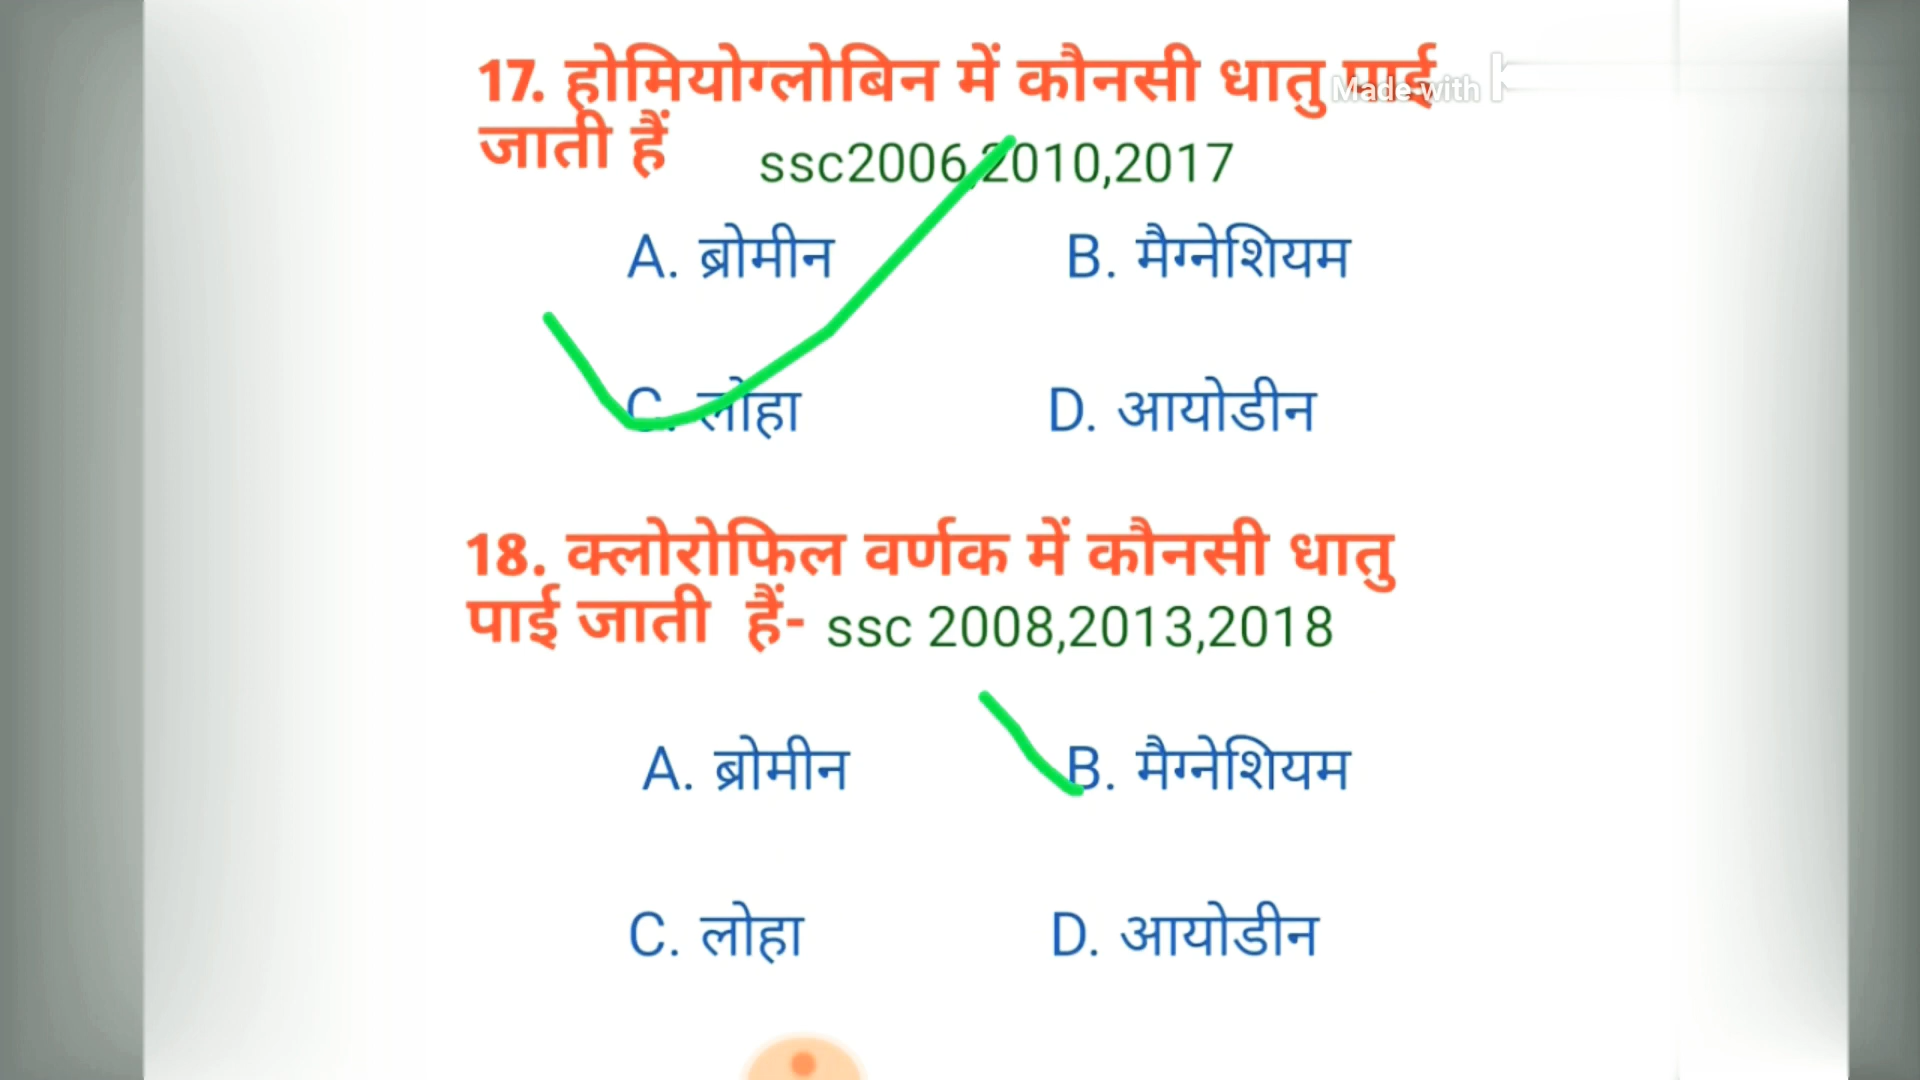 17. होमियोग्लोबिन में कौनसी धातु पाई
Made with
जाती हैं ssc2006,2010,2017
A. ब्रोमीन B. मैग्नेशियम
C. लोहा D. आयोडीन
18. क्लोरोफिल वर्णक में कौनसी धातु
पाई जाती हैं- ssc 2008,2013,2018
A. ब्रोमीन B. मैग्नेशियम
C. लोहा D. आयोडीन